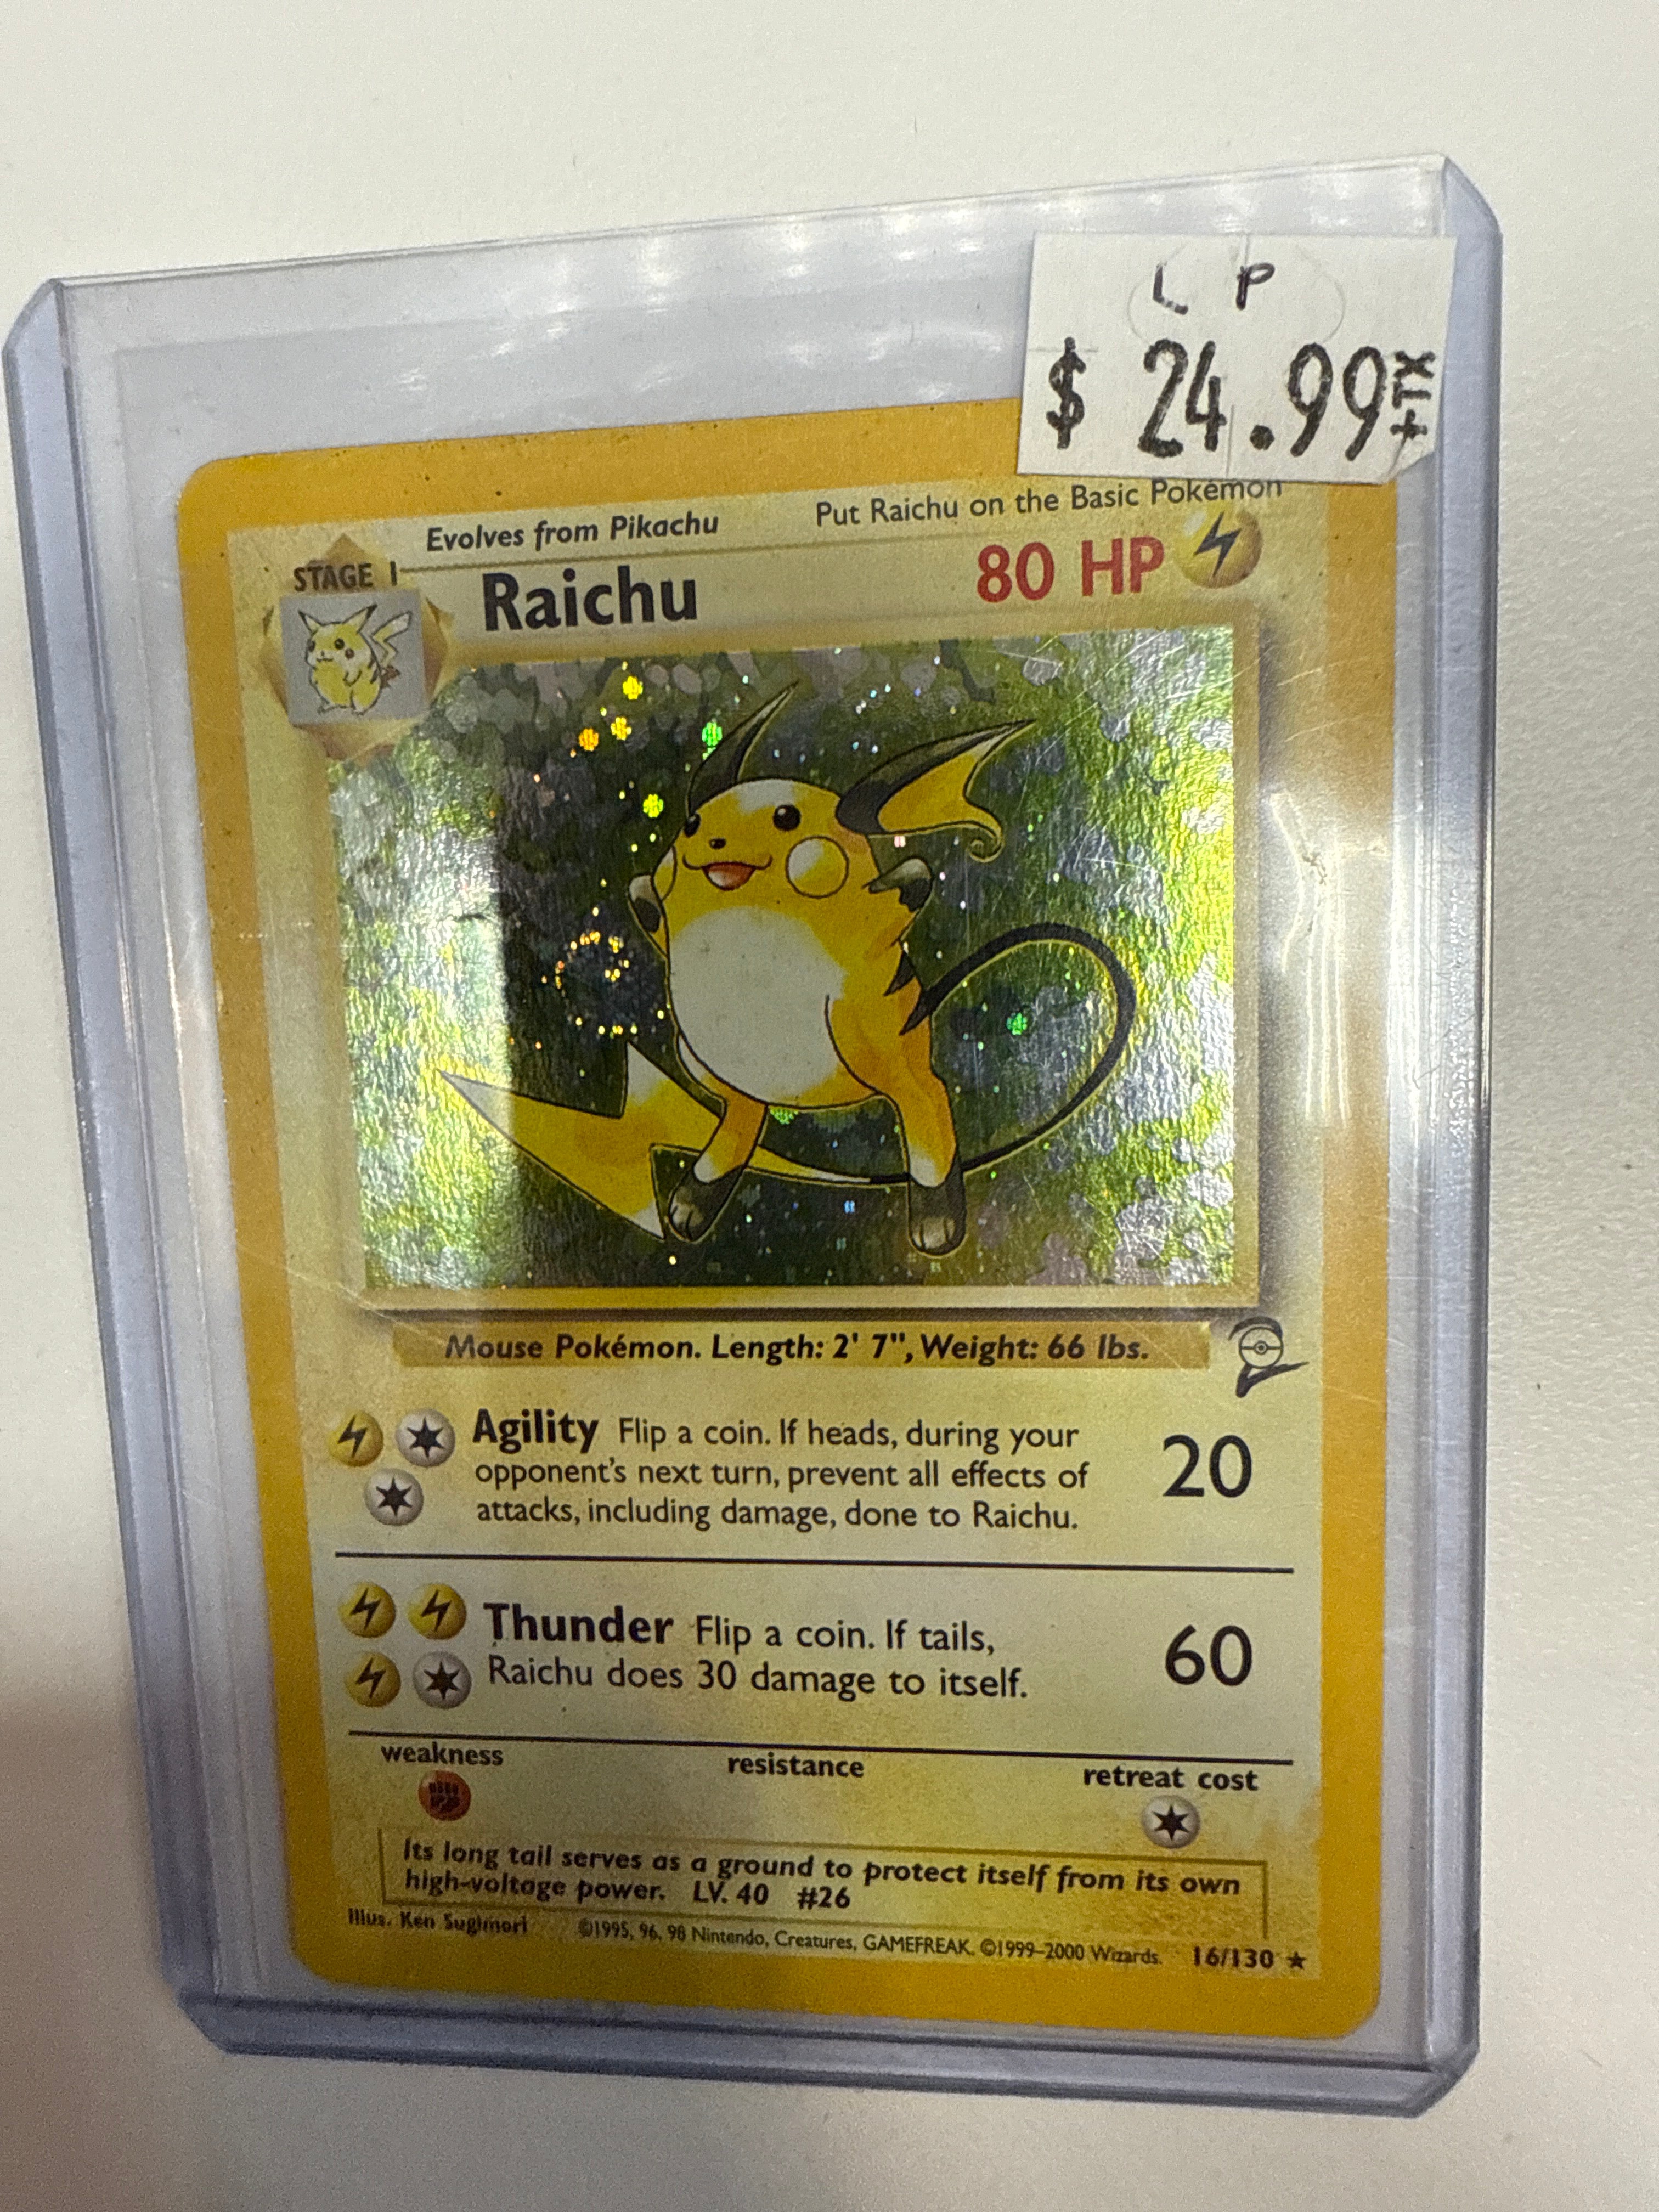 L P
$ 24.99 +TX
Evolves from Pikachu
Put Raichu on the Basic Pokémon
STAGE 1
Raichu
80 HP
Mouse Pokémon. Length: 2' 7", Weight: 66 lbs.
Agility Flip a coin. If heads, during your
opponent's next turn, prevent all effects of
attacks, including damage, done to Raichu.
20
Thunder Flip a coin. If tails,
Raichu does 30 damage to itself.
60
weakness
resistance
retreat cost
Its long tail serves as a ground to protect itself from its own
high-voltage power. LV. 40 #26
Illus. Ken Sugimori ©1995, 96, 98 Nintendo, Creatures, GAMEFREAK. ©1999–2000 Wizards. 16/130 ★